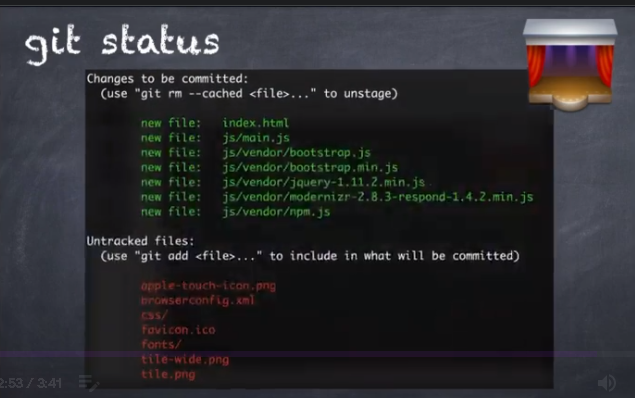 git status
Changes to be committed:
(use "git rm --cached <file>..." to unstage)
new file: index.html
new file: js/main.js
new file: js/vendor/bootstrap.js
new file: js/vendor/bootstrap.min.js
new file: js/vendor/jquery-1.11.2.min.js
new file: js/vendor/modernizr-2.8.3-respond-1.4.2.min.js
new file: js/vendor/npm.js
Untracked files:
(use "git add <file>..." to include in what will be committed)
apple-touch-icon.png
browserconfig.xml
css/
favicon.ico
fonts/
tile-wide.png
tile.png
2:53 / 3:41